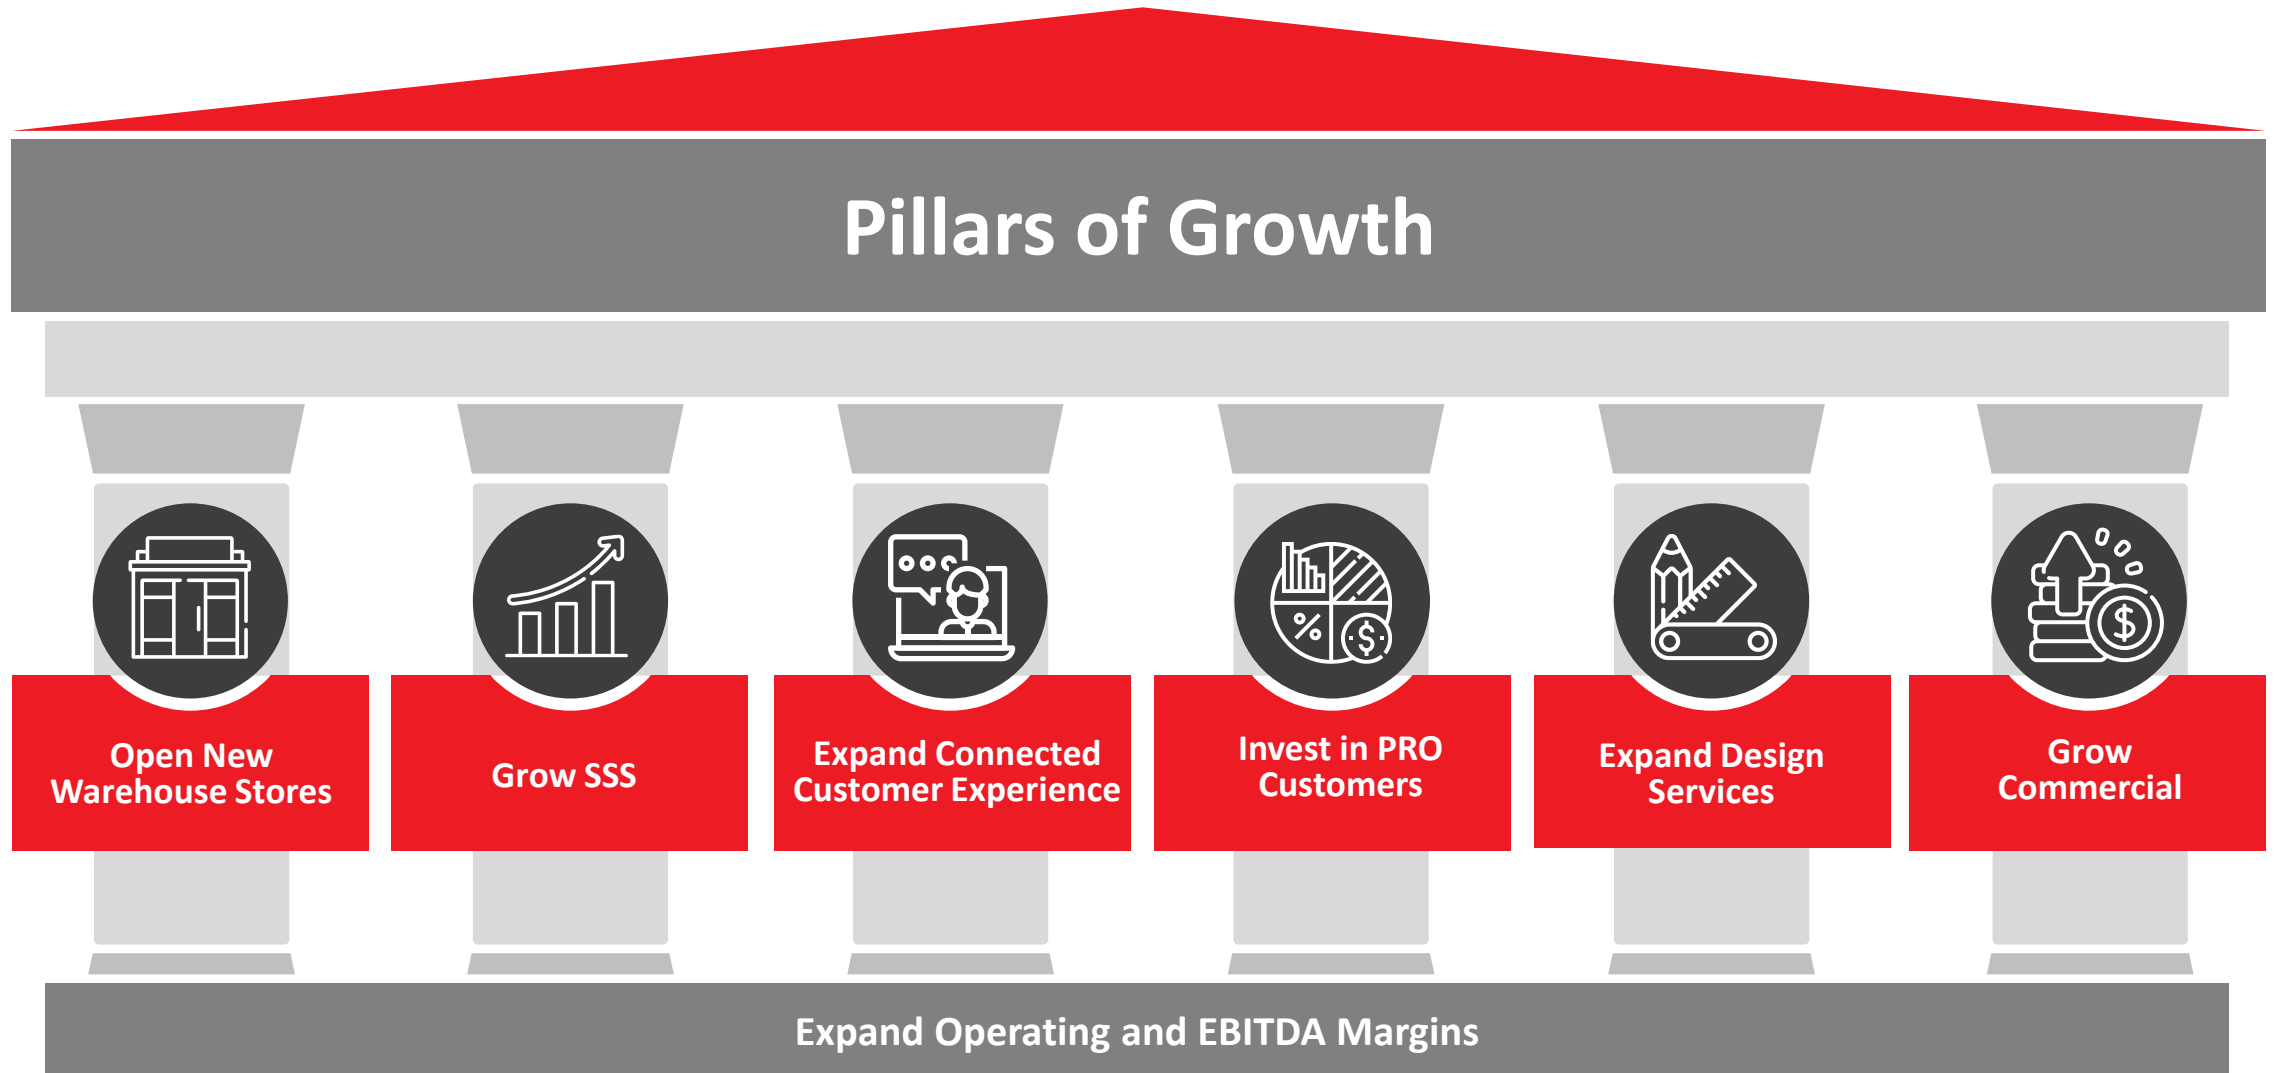 Pillars of Growth
Open New
Warehouse Stores
Grow SSS
Expand Connected
Customer Experience
Invest in PRO
Customers
Expand Design
Services
Grow
Commercial
%
$
$
Expand Operating and EBITDA Margins